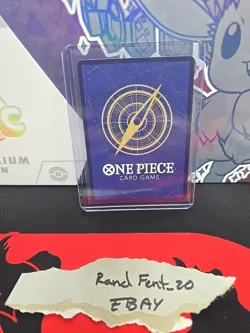 ONE PIECE
CARD GAME
Rand Fent_20
EBAY